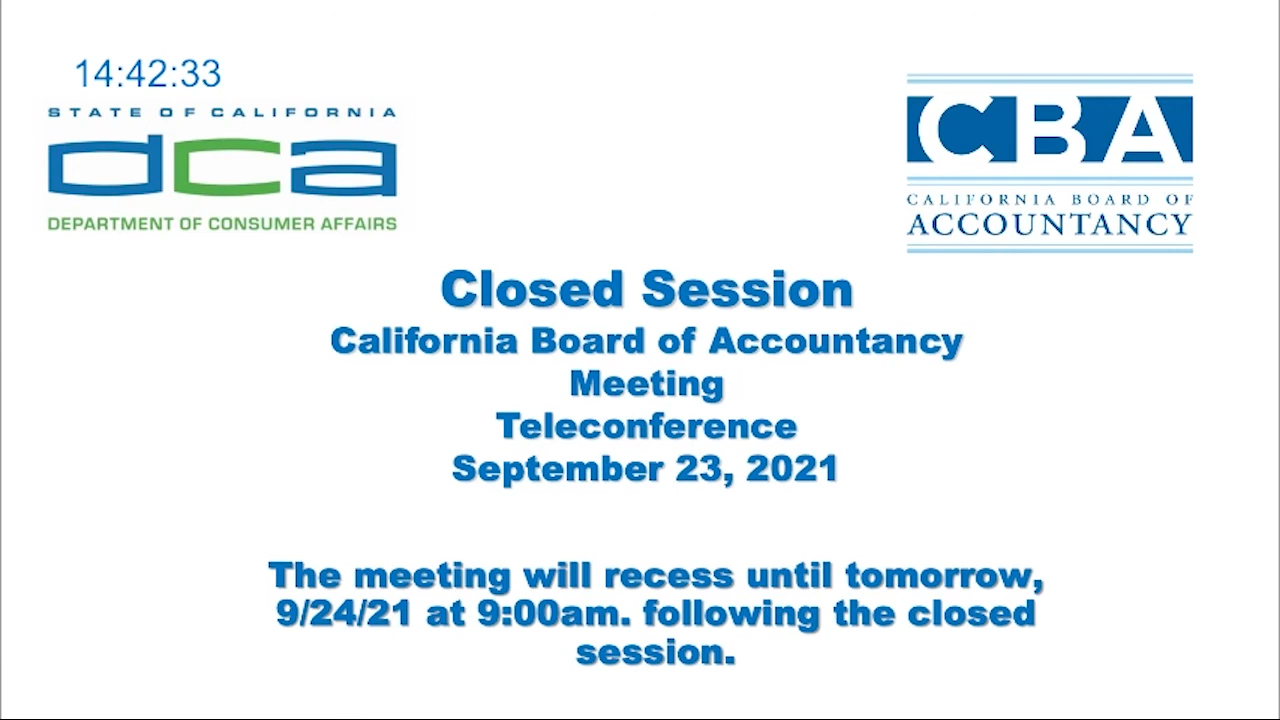 14:42:33
STATE OF CALIFORNIA
dca
DEPARTMENT OF CONSUMER AFFAIRS
CBA
CALIFORNIA BOARD OF
ACCOUNTANCY
Closed Session
California Board of Accountancy
Meeting
Teleconference
September 23, 2021
The meeting will recess until tomorrow,
9/24/21 at 9:00am. following the closed
session.